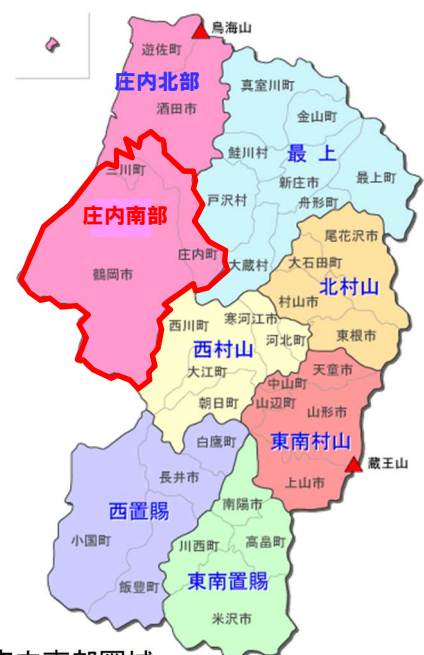 鳥海山
遊佐町
庄内北部
酒田市
真室川町
金山町
鮭川村
最上
新庄市
最上町
舟形町
戸沢村
大蔵村
三川町
庄内南部
庄内町
鶴岡市
尾花沢市
大石田町
北村山
村山市
東根市
西川町
寒河江市
河北町
西村山
大江町
朝日町
天童市
中山町
山辺町
山形市
東南村山
蔵王山
上山市
白鷹町
長井市
西置賜
小国町
飯豊町
南陽市
川西町
高畠町
東南置賜
米沢市